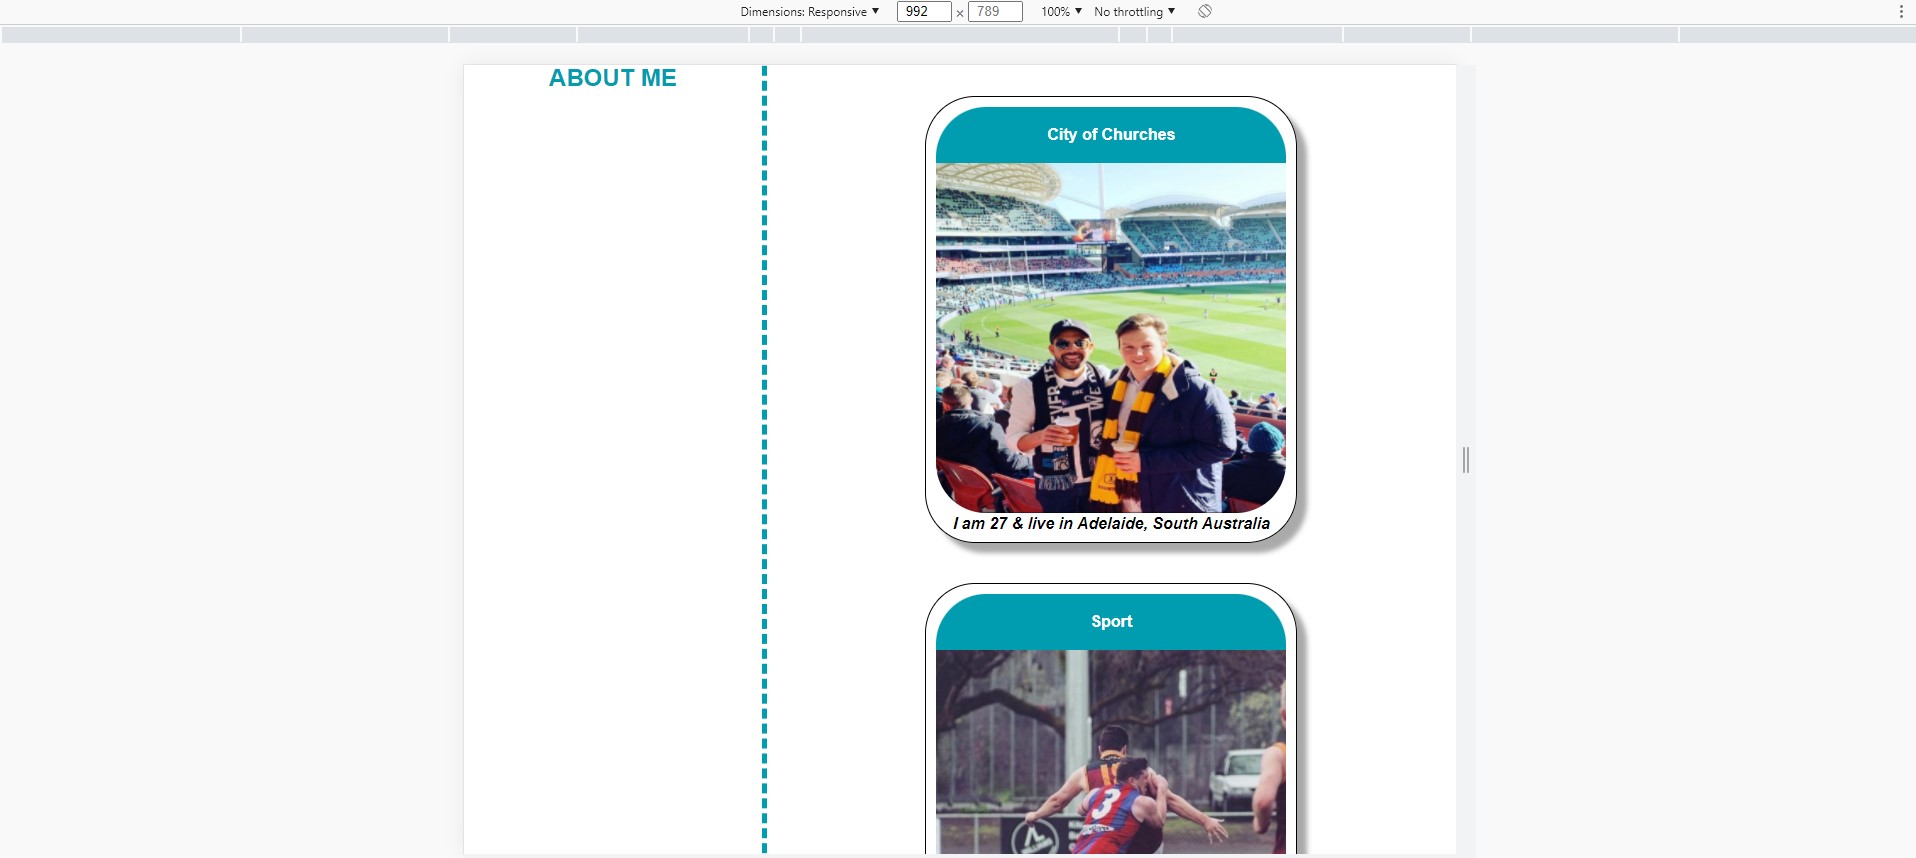 Dimensions: Responsive ▼ 992 × 789 100% ▼ No throttling ▼
ABOUT ME
City of Churches
I am 27 & live in Adelaide, South Australia
Sport
3